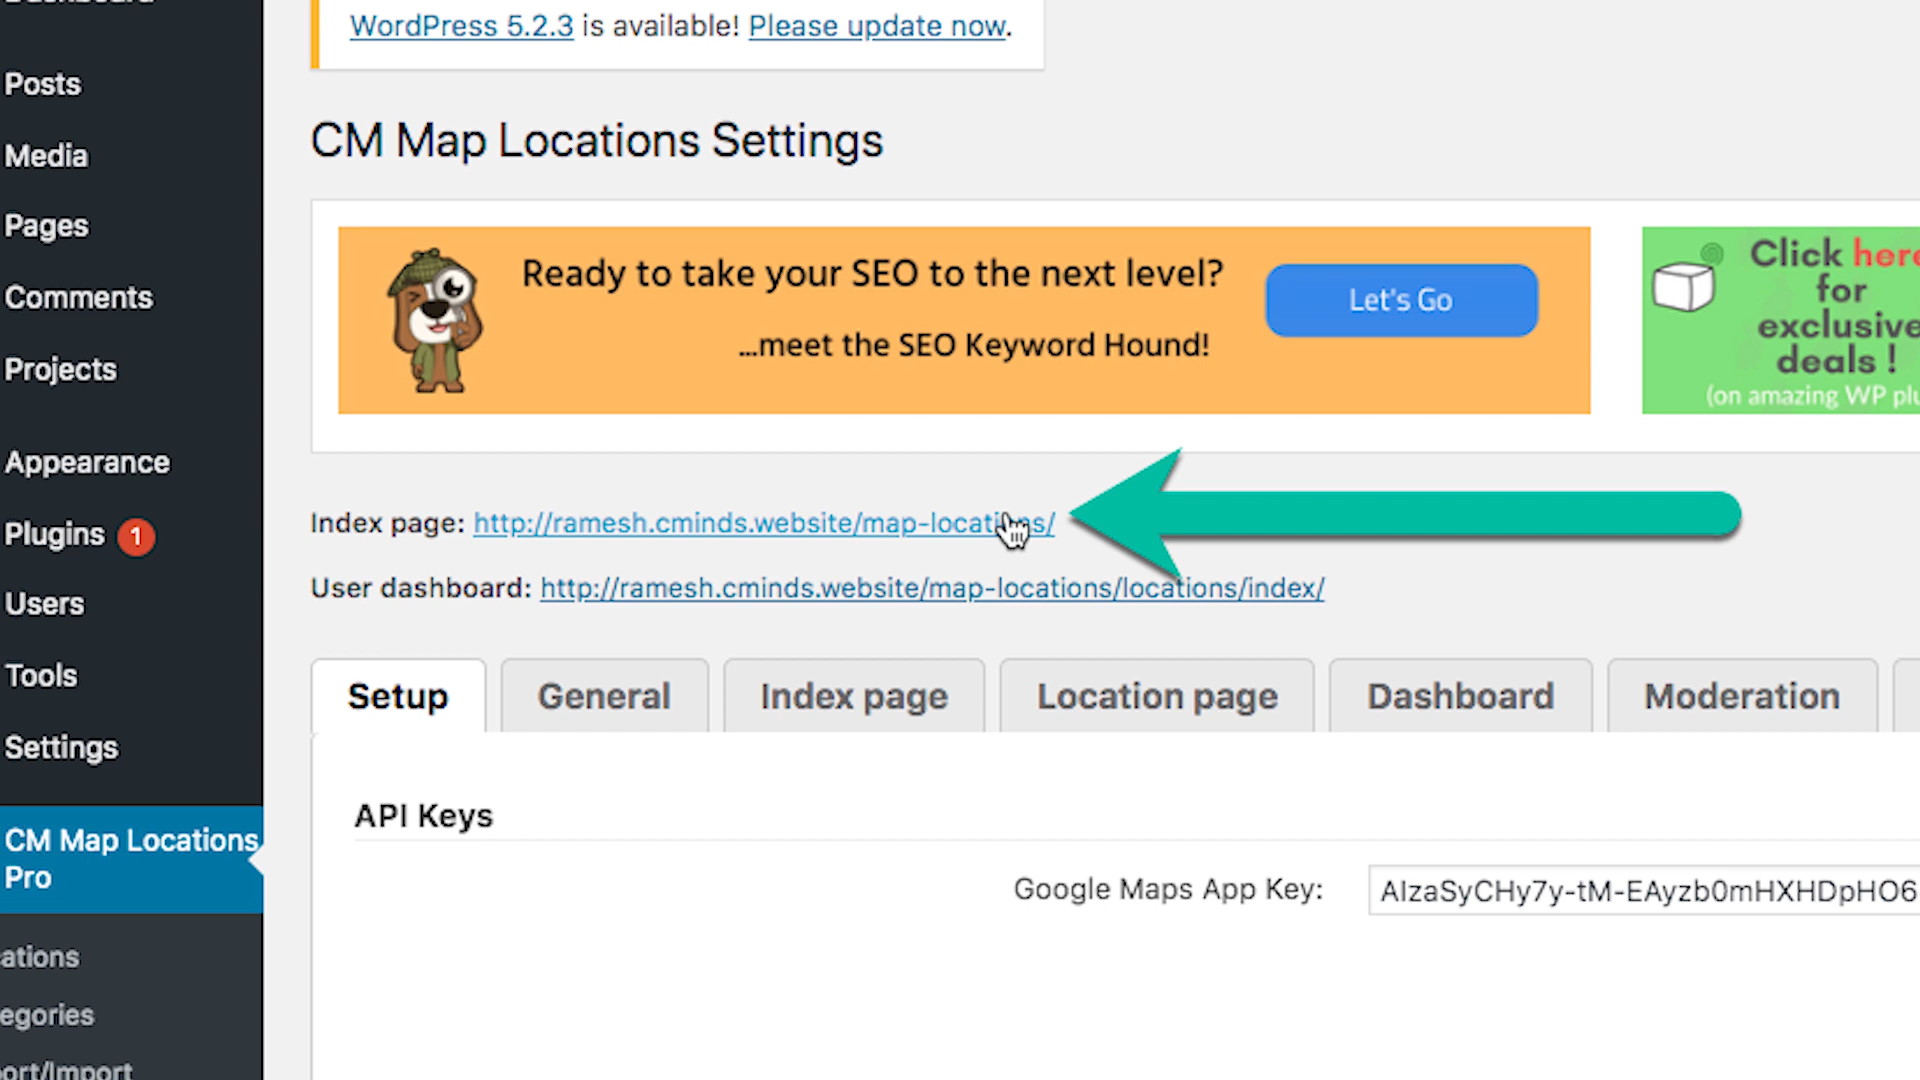 WordPress 5.2.3 is available! Please update now.
Posts
Media
Pages
Comments
Projects
Appearance
Plugins 1
Users
Tools
Settings
CM Map Locations
Pro
ations
egories
ort/Import
CM Map Locations Settings
Ready to take your SEO to the next level?
...meet the SEO Keyword Hound!
Let's Go
Click here
for
exclusive
deals !
(on amazing WP plu
Index page: http://ramesh.cminds.website/map-locations/
User dashboard: http://ramesh.cminds.website/map-locations/locations/index/
Setup
General
Index page
Location page
Dashboard
Moderation
API Keys
Google Maps App Key: AIzaSyCHy7y-tM-EAyzb0mHXHDpHO6